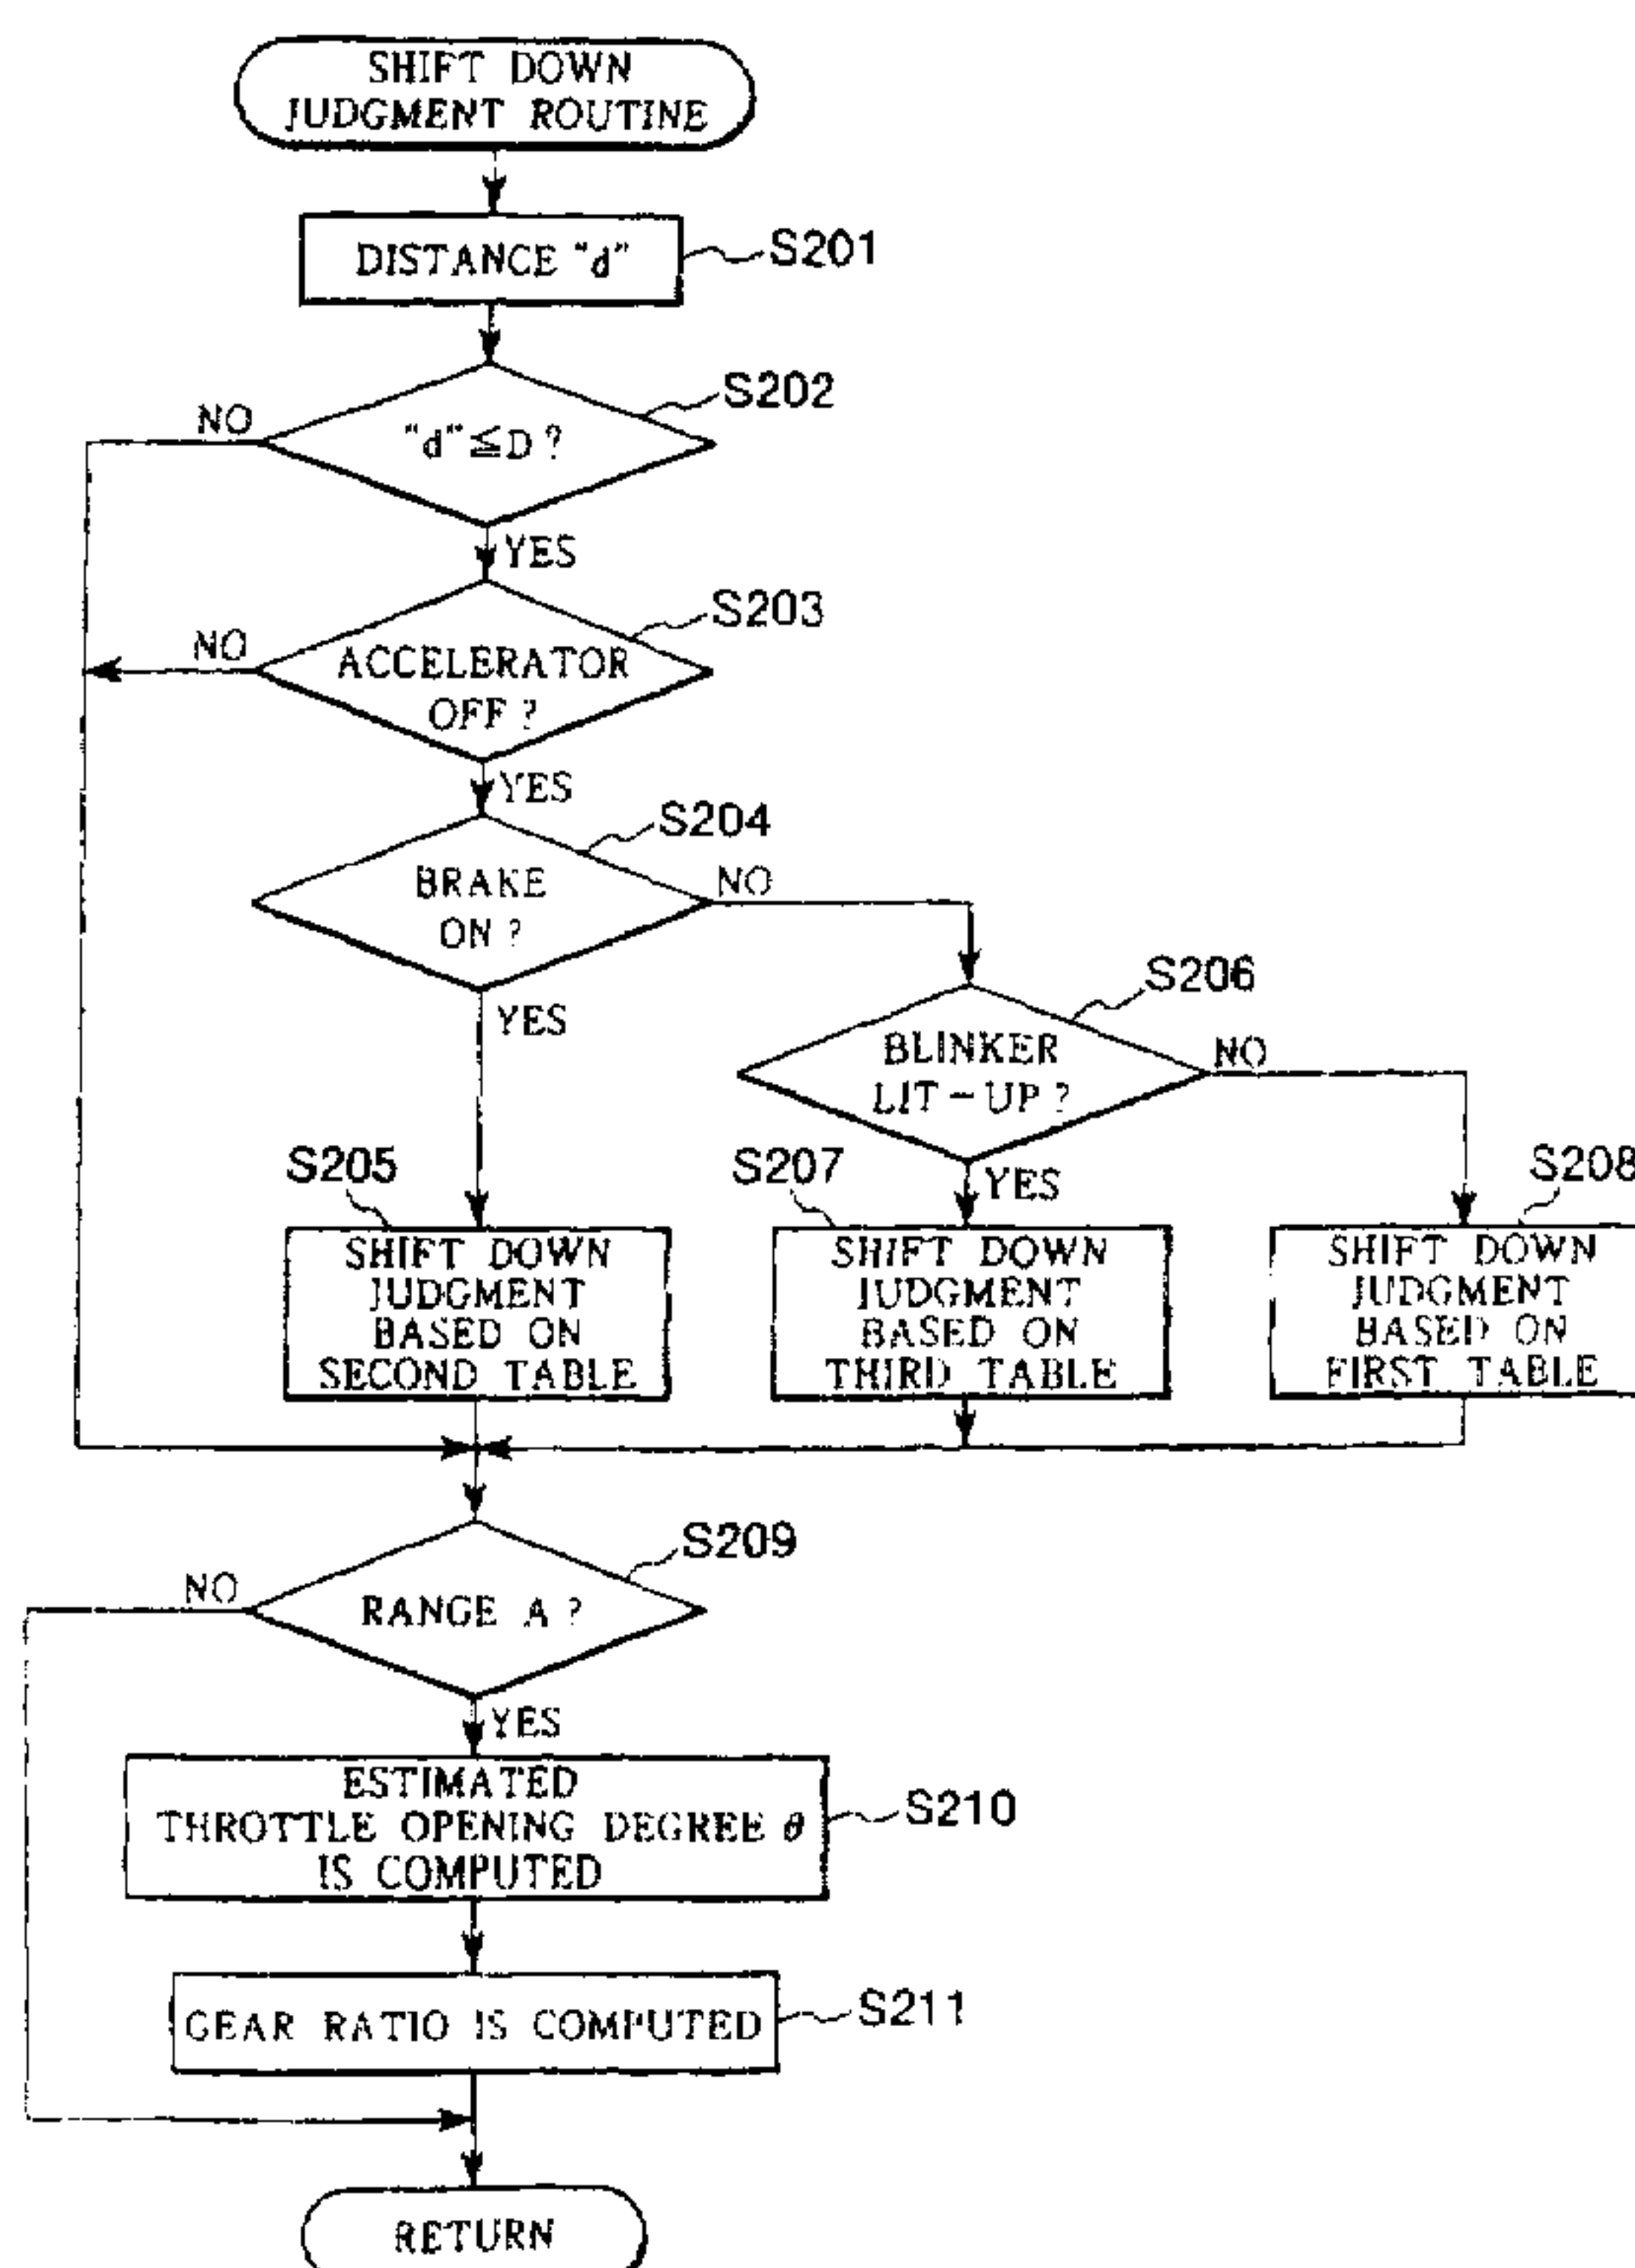 SHIFT DOWN
JUDGMENT ROUTINE
DISTANCE "d"
S201
S202
NO
"d"≦D?
YES
S203
NO
ACCELERATOR
OFF?
YES
S204
BRAKE
ON?
NO
YES
S206
BLINKER
LIT-UP?
NO
YES
S205
SHIFT DOWN
JUDGMENT
BASED ON
SECOND TABLE
S207
SHIFT DOWN
JUDGMENT
BASED ON
THIRD TABLE
S208
SHIFT DOWN
JUDGMENT
BASED ON
FIRST TABLE
S209
NO
RANGE A?
YES
ESTIMATED
THROTTLE OPENING DEGREE θ
IS COMPUTED
S210
GEAR RATIO IS COMPUTED
S211
RETURN